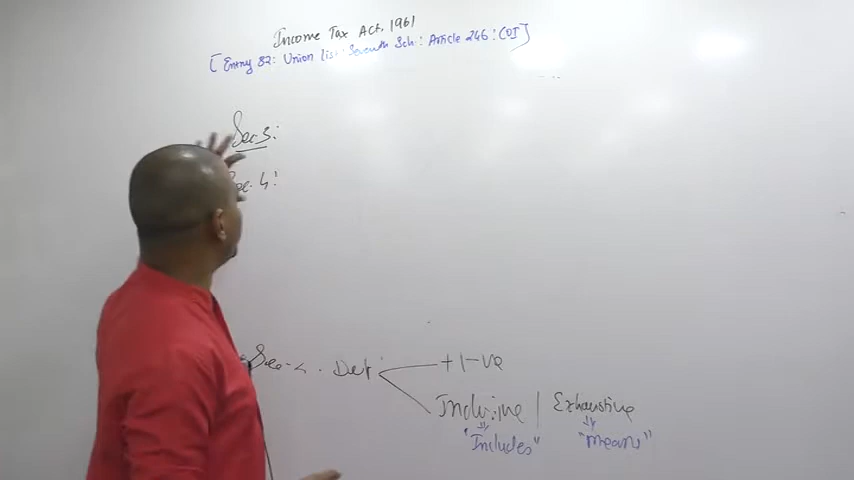 Income Tax Act, 1961
[Entry 82: Union List: Seventh Sch: Article 246: COI]
Sec 3:
Sec. 4:
Sec-2. Def:
+/-ve
Inclusive | Exhaustive
"Includes" "Means"